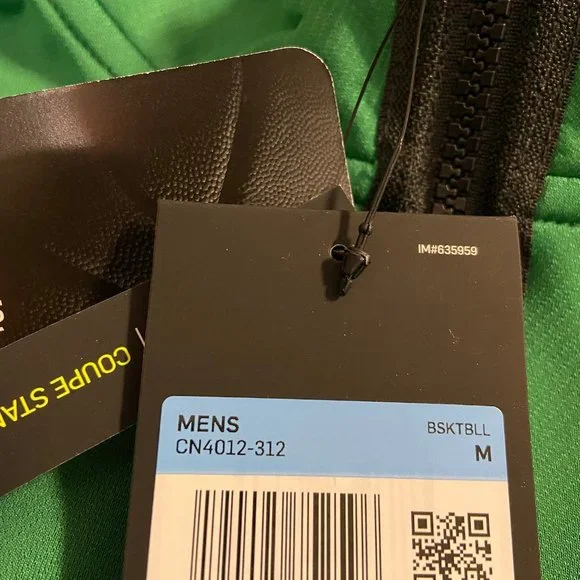 IM#635959
MENS
BSKTBLL
CN4012-312
M
COUPE STAN